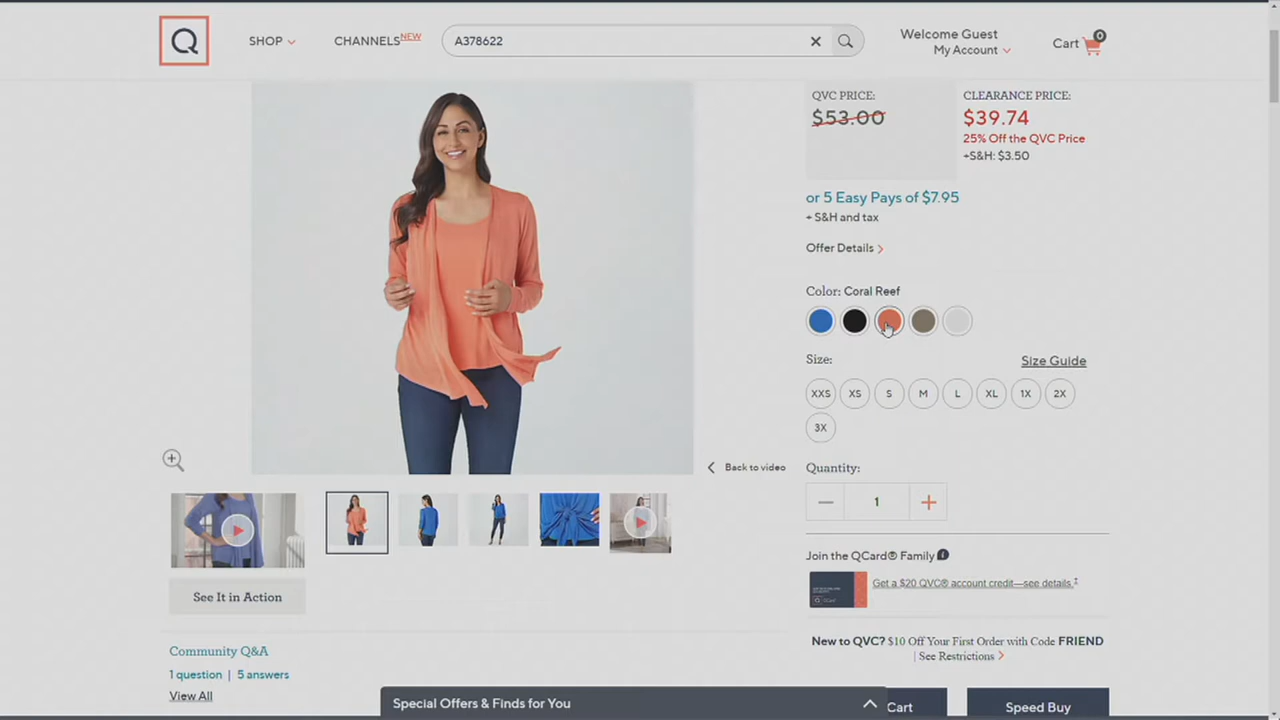 Q
SHOP
CHANNELS NEW
A378622
Welcome Guest
My Account
Cart 0
QVC PRICE:
$53.00
CLEARANCE PRICE:
$39.74
25% Off the QVC Price
+S&H: $3.50
or 5 Easy Pays of $7.95
+ S&H and tax
Offer Details
Color: Coral Reef
Size:
Size Guide
XXS XS S M L XL 1X 2X
3X
Back to video
Quantity:
1
See It in Action
Join the QCard® Family
Get a $20 QVC® account credit—see details.‡
New to QVC? $10 Off Your First Order with Code FRIEND
| See Restrictions
Community Q&A
1 question | 5 answers
View All
Special Offers & Finds for You
Cart
Speed Buy